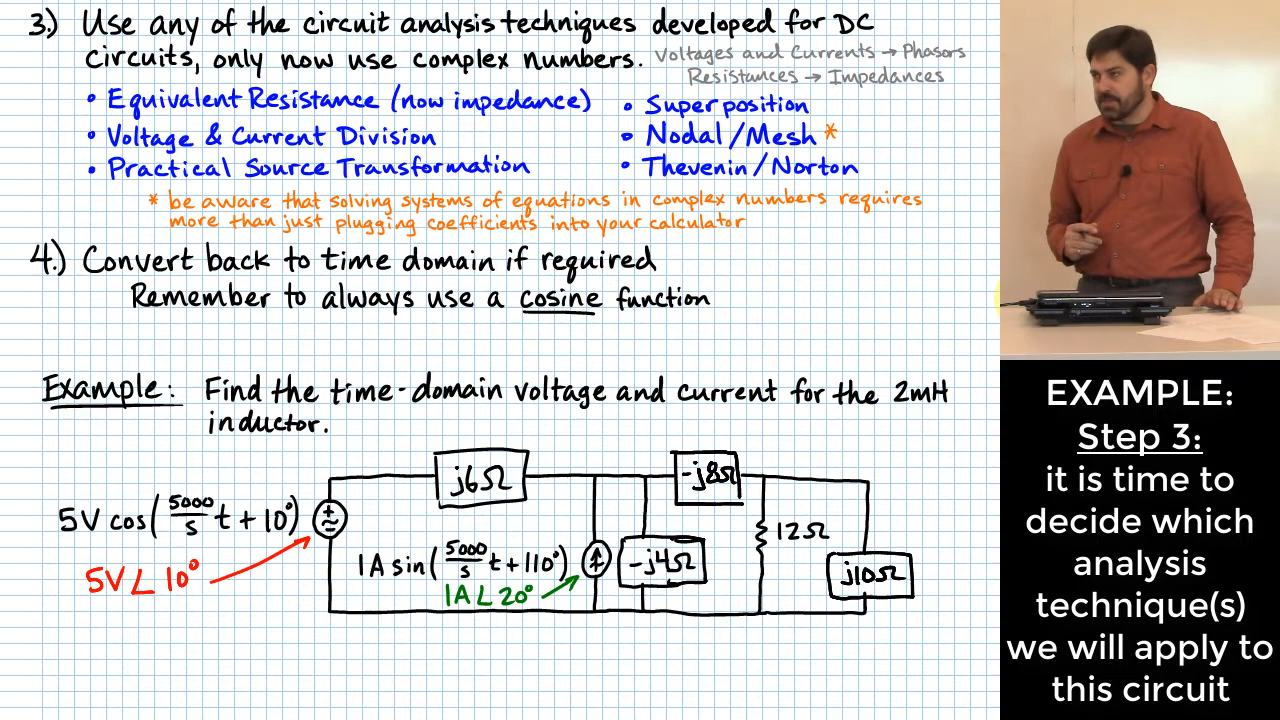 3.) Use any of the circuit analysis techniques developed for DC
circuits, only now use complex numbers. Voltages and Currents → Phasors
Resistances → Impedances
• Equivalent Resistance (now impedance)
• Voltage & Current Division
• Practical Source Transformation
• Superposition
• Nodal/Mesh *
• Thevenin/Norton
* be aware that solving systems of equations in complex numbers requires
more than just plugging coefficients into your calculator
4.) Convert back to time domain if required
Remember to always use a cosine function
Example: Find the time-domain voltage and current for the 2mH
inductor.
j6Ω
-j8Ω
5V cos(5000/s t + 10°)
+
12Ω
1A sin(5000/s t + 110°)
-j4Ω
j10Ω
5V∠10°
1A∠20°
EXAMPLE:
Step 3:
it is time to
decide which
analysis
technique(s)
we will apply to
this circuit